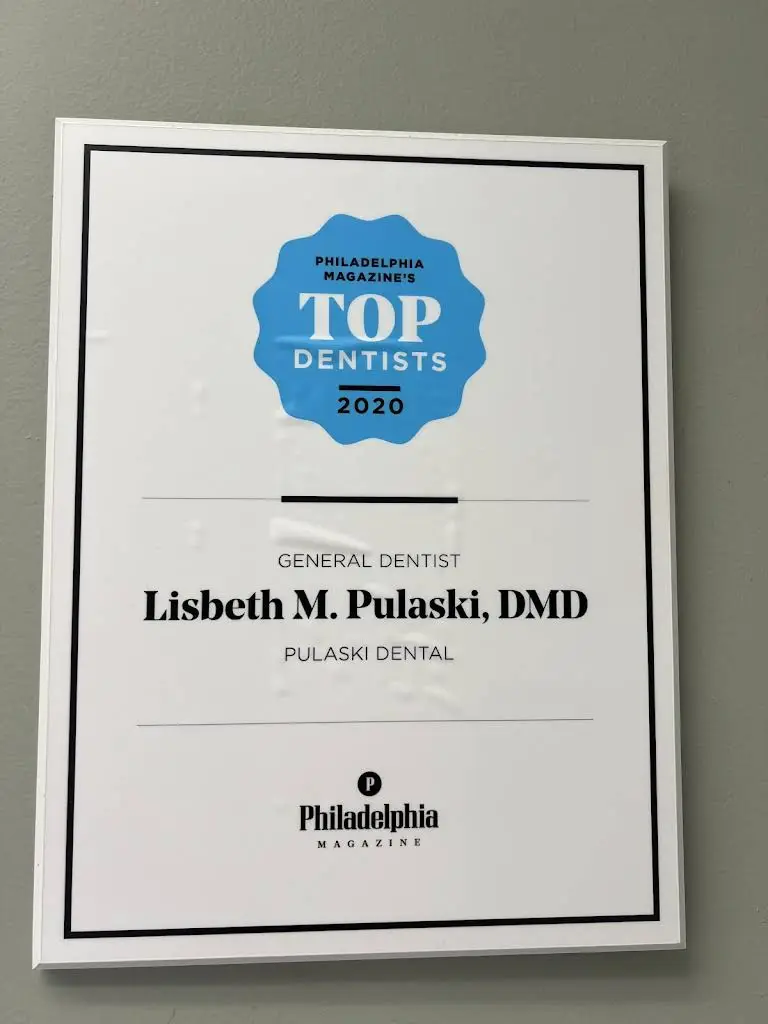 PHILADELPHIA
MAGAZINE'S
TOP
DENTISTS
2020
GENERAL DENTIST
Lisbeth M. Pulaski, DMD
PULASKI DENTAL
P
Philadelphia
MAGAZINE